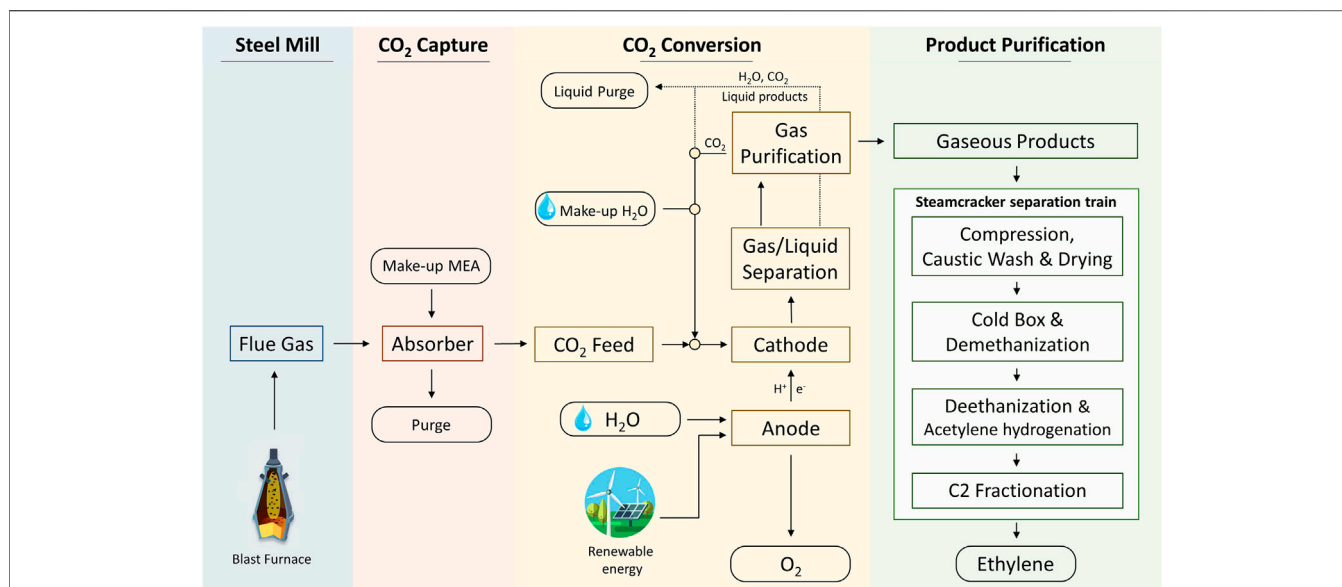 Steel Mill
CO₂ Capture
CO₂ Conversion
Product Purification
Liquid Purge
H₂O, CO₂
Liquid products
Gas
Purification
CO₂
Gaseous Products
Make-up H₂O
Steamcracker separation train
Compression,
Caustic Wash & Drying
Gas/Liquid
Separation
Make-up MEA
Cold Box &
Demethanization
Flue Gas
Absorber
CO₂ Feed
Cathode
H⁺ e⁻
Purge
H₂O
Anode
Deethanization &
Acetylene hydrogenation
C2 Fractionation
Blast Furnace
Renewable
energy
O₂
Ethylene